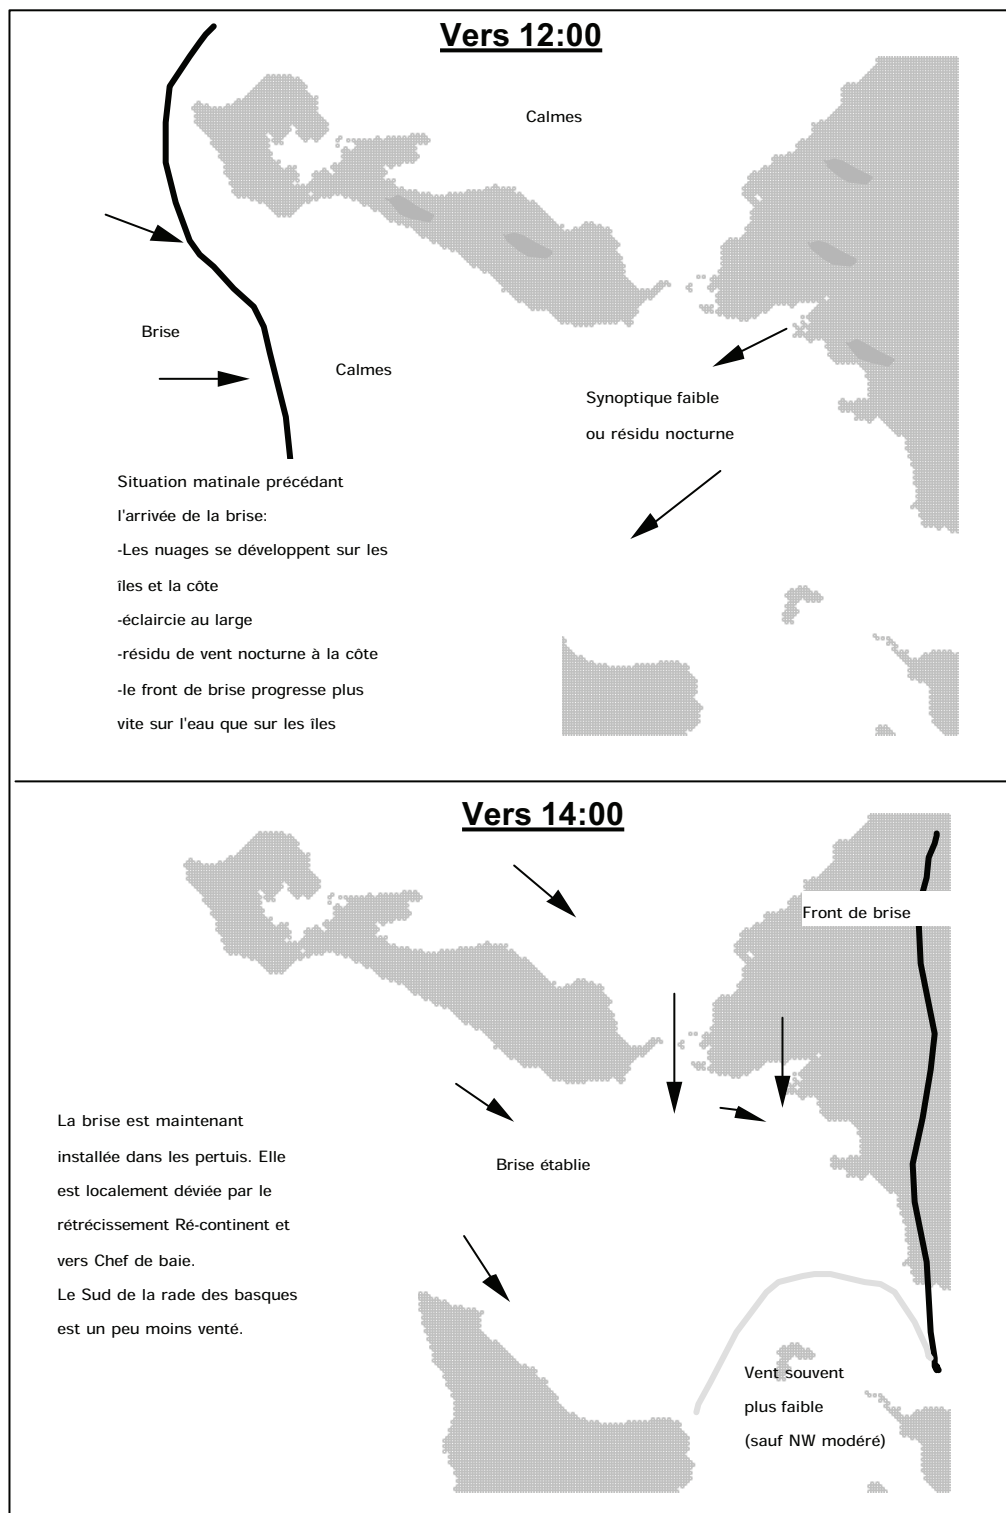 Vers 12:00
Calmes
Brise
Calmes
Synoptique faible
ou résidu nocturne
Situation matinale précédant
l'arrivée de la brise:
-Les nuages se développent sur les
îles et la côte
-éclaircie au large
-résidu de vent nocturne à la côte
-le front de brise progresse plus
vite sur l'eau que sur les îles
Vers 14:00
Front de brise
La brise est maintenant
installée dans les pertuis. Elle
est localement déviée par le
rétrécissement Ré-continent et
vers Chef de baie.
Le Sud de la rade des basques
est un peu moins venté.
Brise établie
Vent souvent
plus faible
(sauf NW modéré)